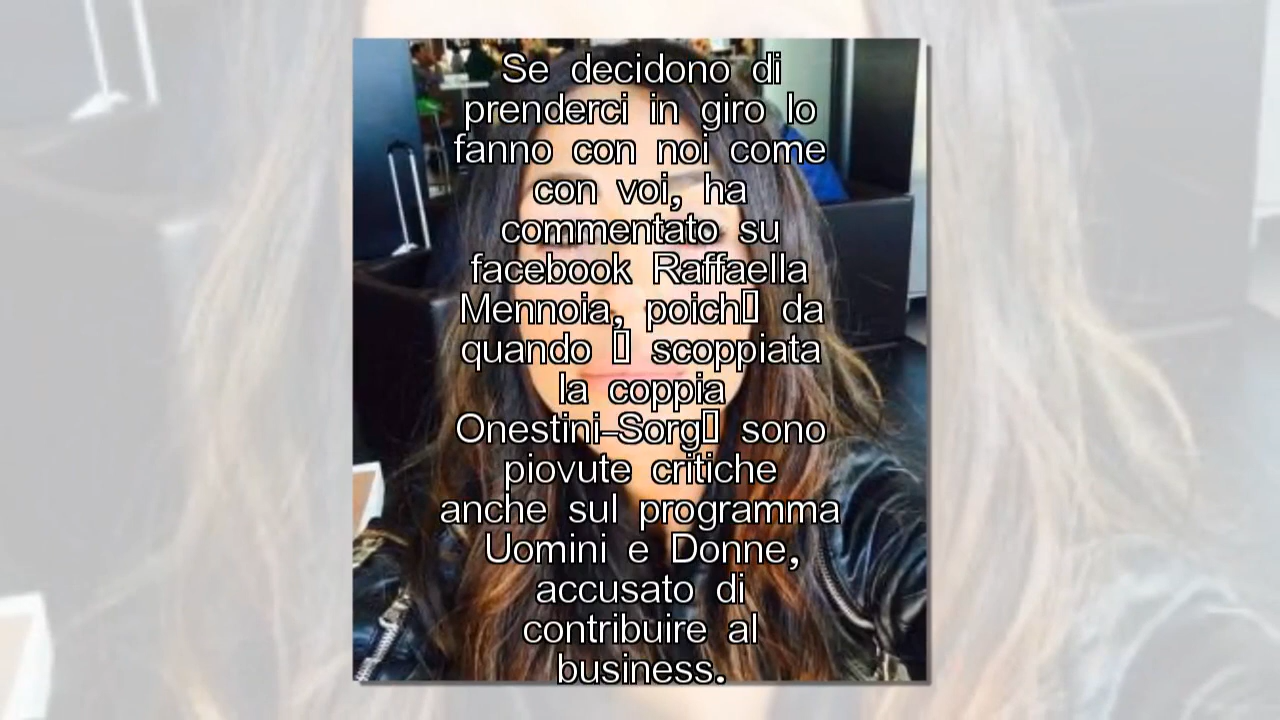 Se decidono di
prenderci in giro lo
fanno con noi come
con voi, ha
commentato su
facebook Raffaella
Mennoia, poich▯ da
quando ▯ scoppiata
la coppia
Onestini-Sorg▯ sono
piovute critiche
anche sul programma
Uomini e Donne,
accusato di
contribuire al
business.